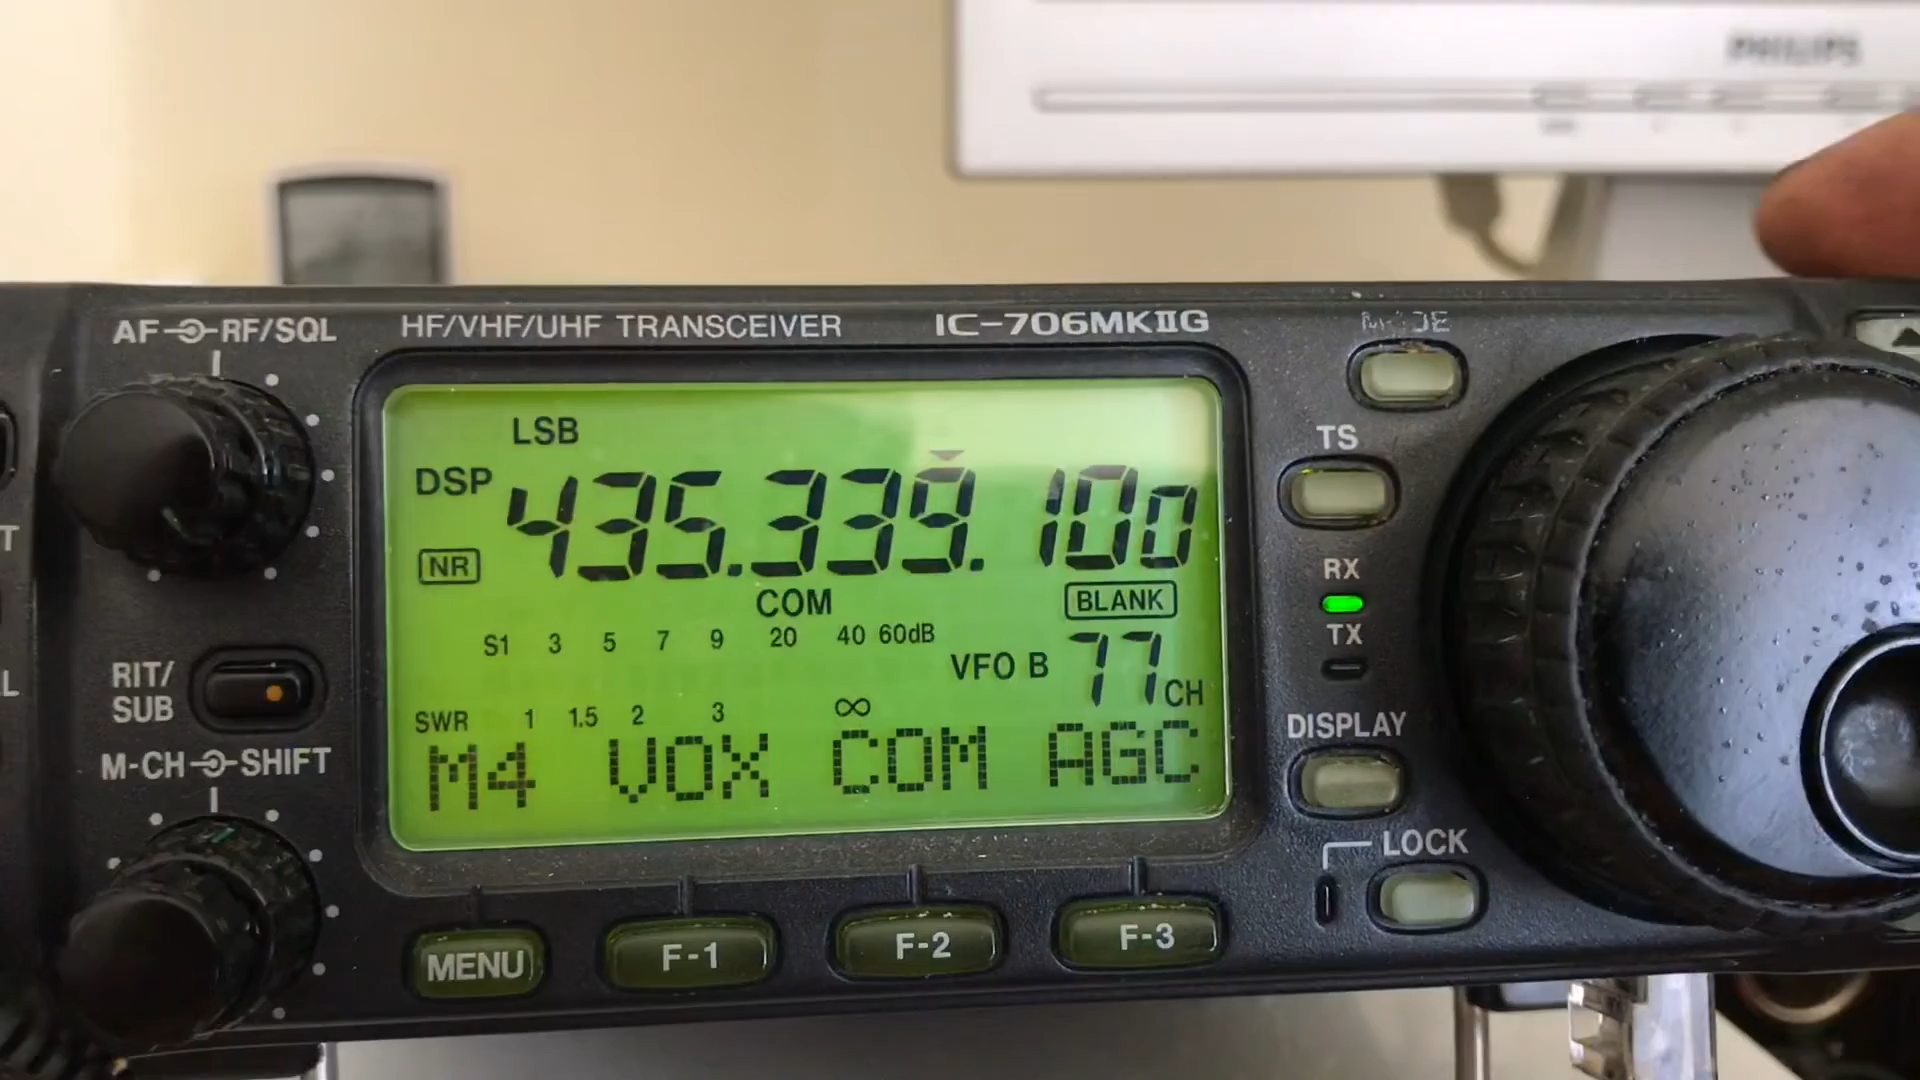 PHILIPS
AF RF/SQL
HF/VHF/UHF TRANSCEIVER
IC-706MKIIG
LSB
DSP
435.339.100
NR
COM
BLANK
S1 3 5 7 9 20 40 60dB
VFO B
77 CH
SWR 1 1.5 2 3 ∞
M4 VOX COM AGC
TS
RX
TX
RIT/
SUB
M-CH SHIFT
DISPLAY
LOCK
MENU
F-1
F-2
F-3
T
L